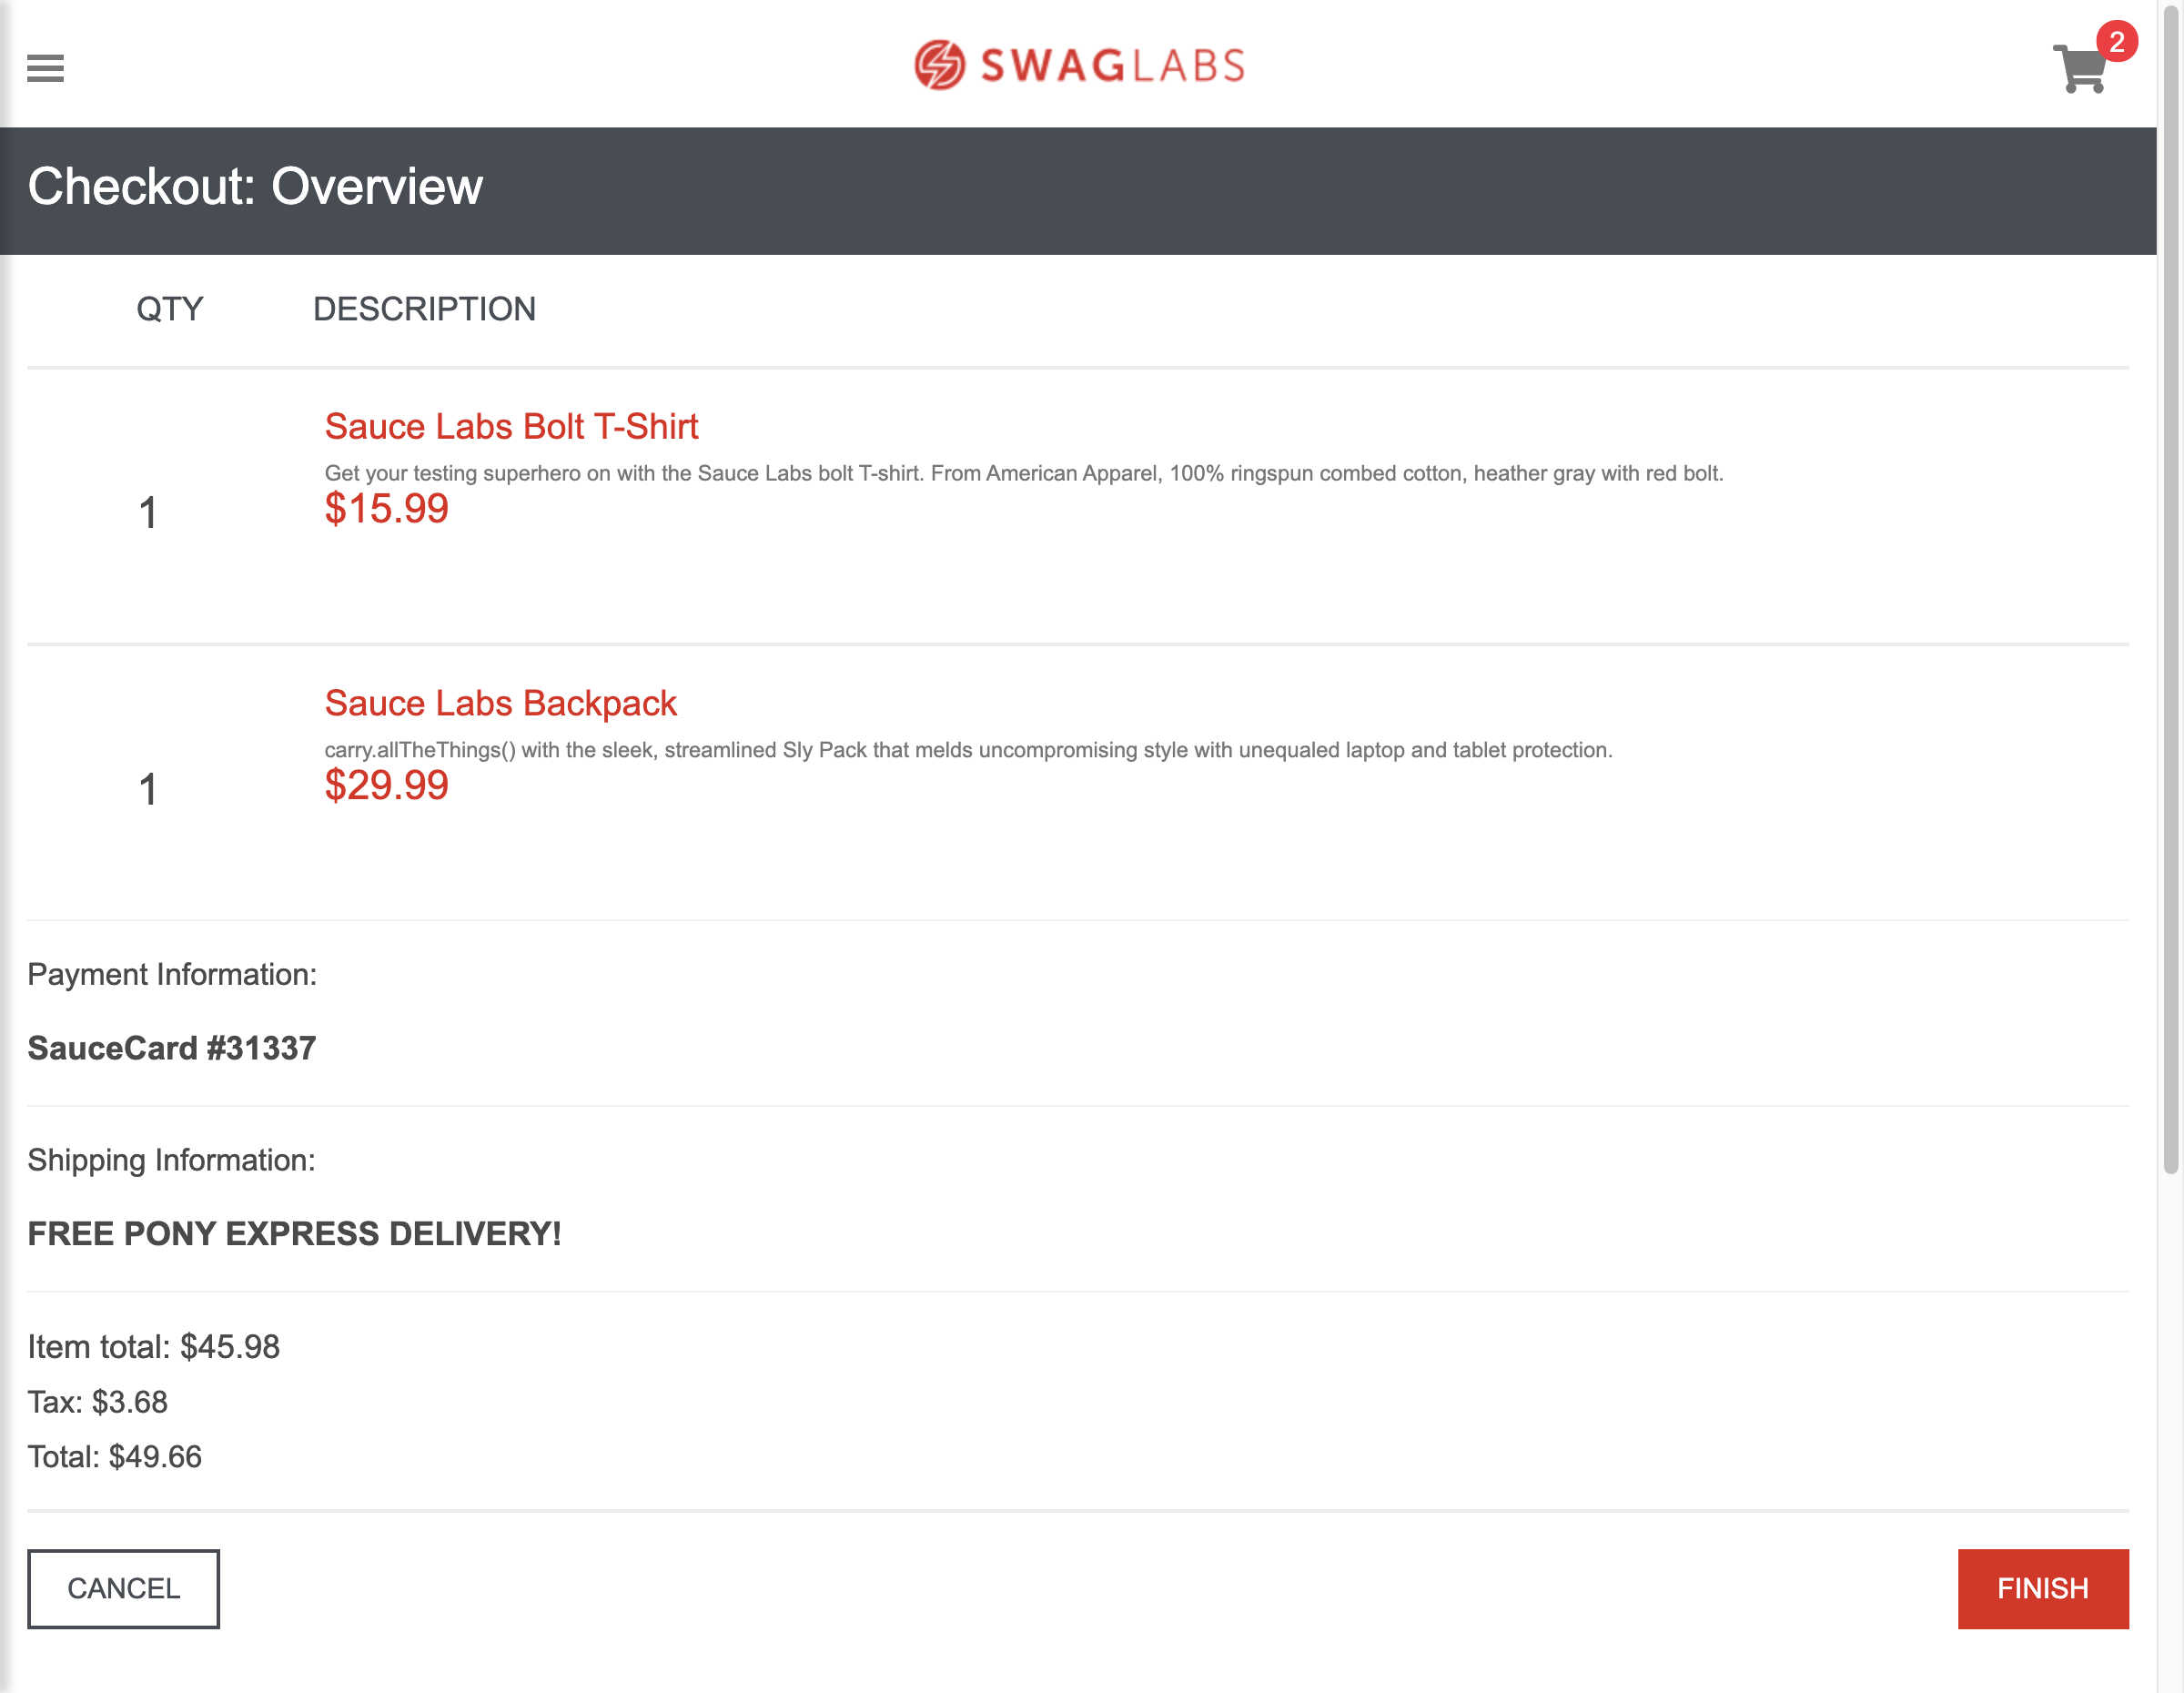 SWAGLABS
2
Checkout: Overview
QTY DESCRIPTION
Sauce Labs Bolt T-Shirt
Get your testing superhero on with the Sauce Labs bolt T-shirt. From American Apparel, 100% ringspun combed cotton, heather gray with red bolt.
1
$15.99
Sauce Labs Backpack
carry.allTheThings() with the sleek, streamlined Sly Pack that melds uncompromising style with unequaled laptop and tablet protection.
1
$29.99
Payment Information:
SauceCard #31337
Shipping Information:
FREE PONY EXPRESS DELIVERY!
Item total: $45.98
Tax: $3.68
Total: $49.66
CANCEL
FINISH